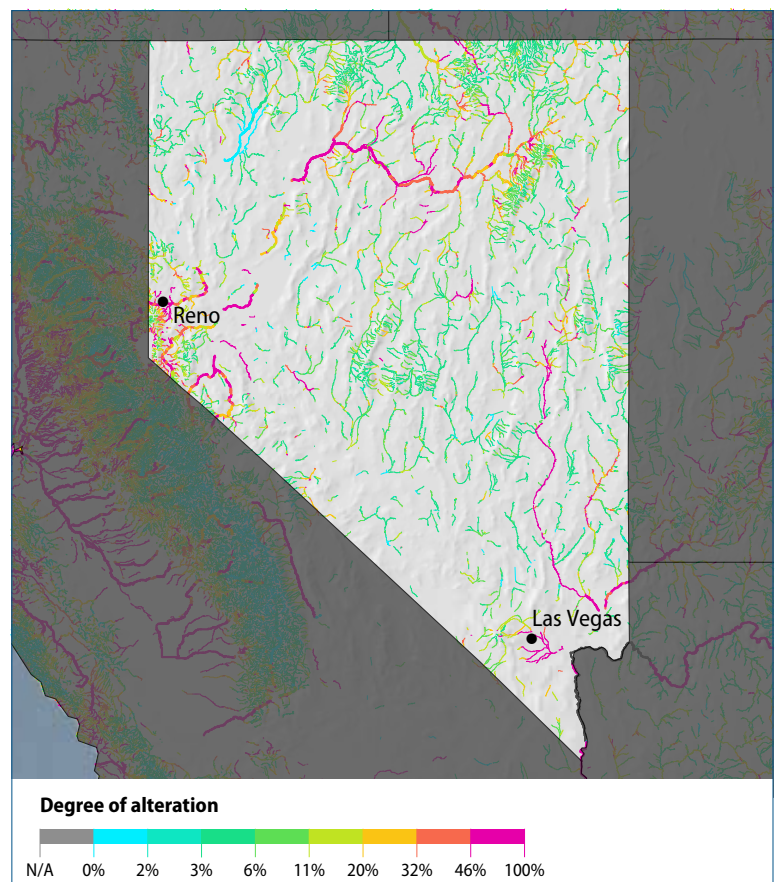 Reno
Las Vegas
Degree of alteration
N/A 0% 2% 3% 6% 11% 20% 32% 46% 100%